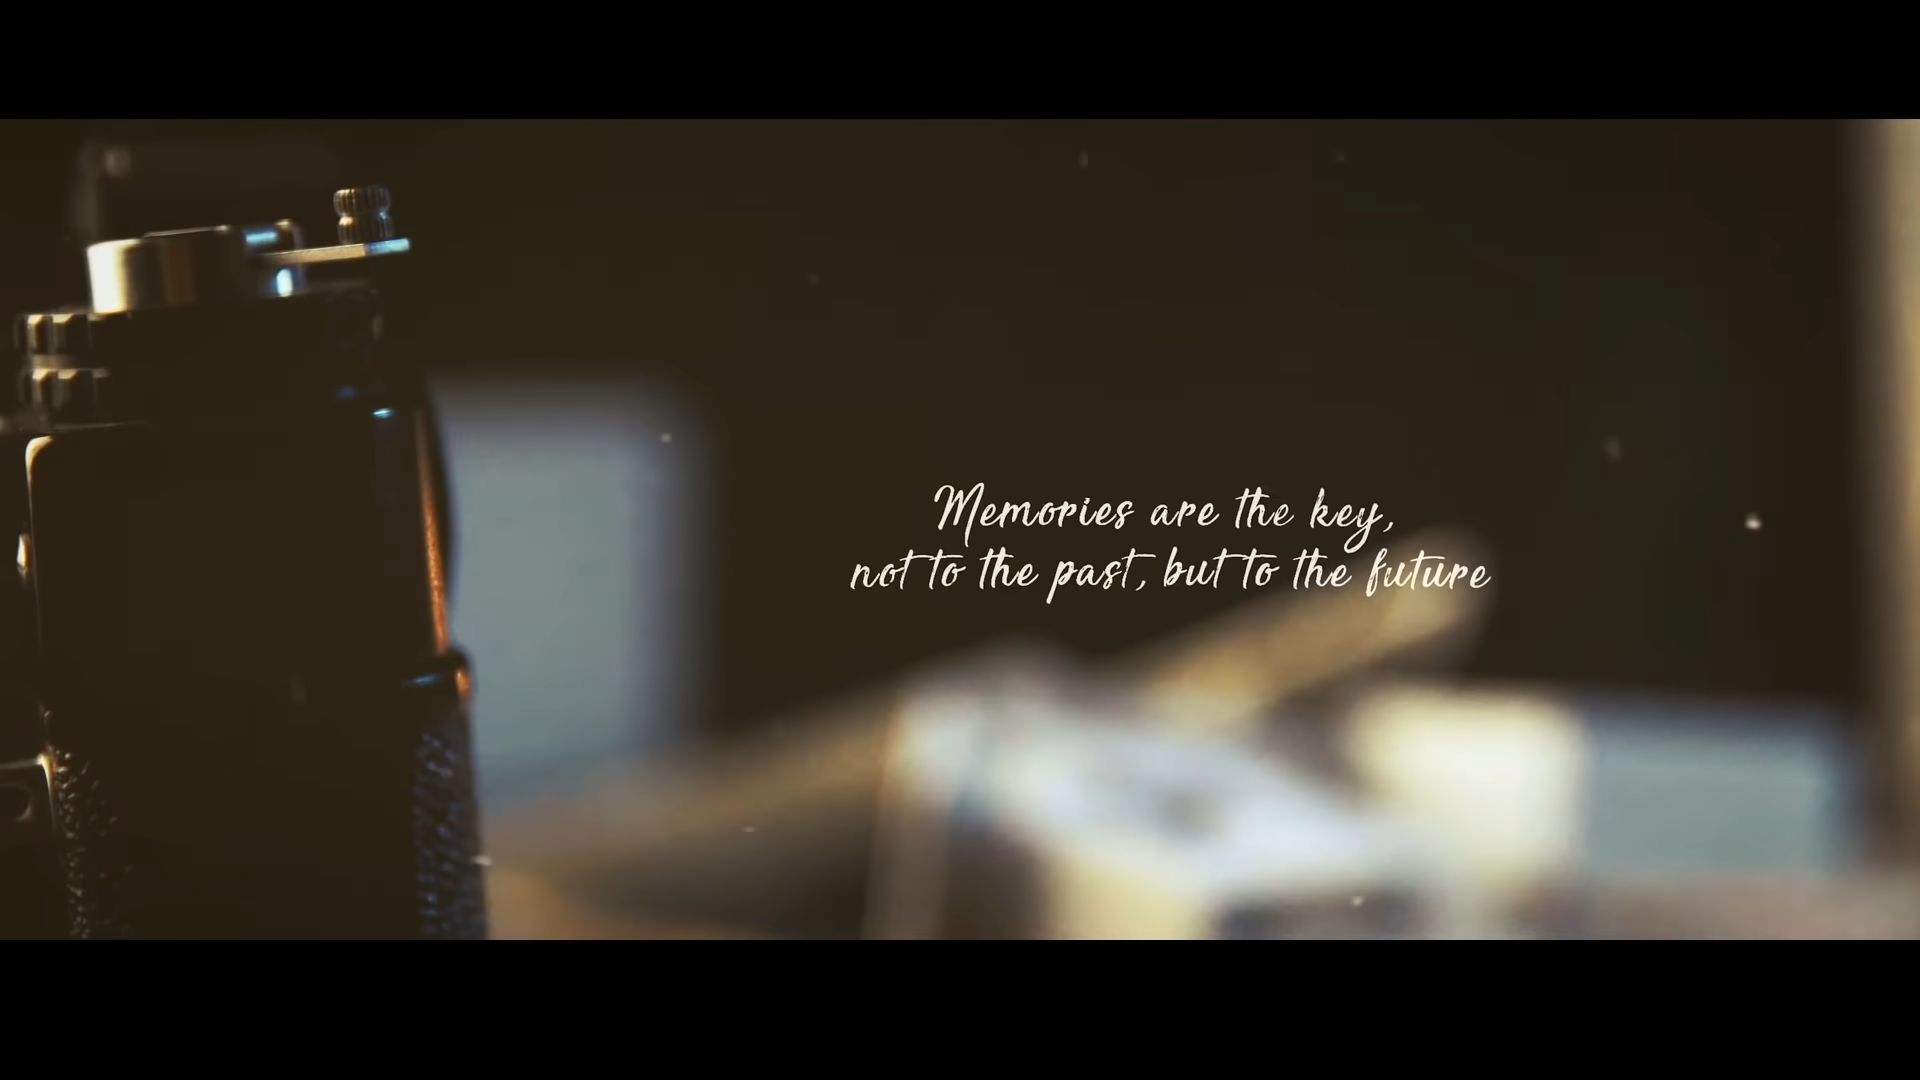 Memories are the key,
not to the past, but to the future